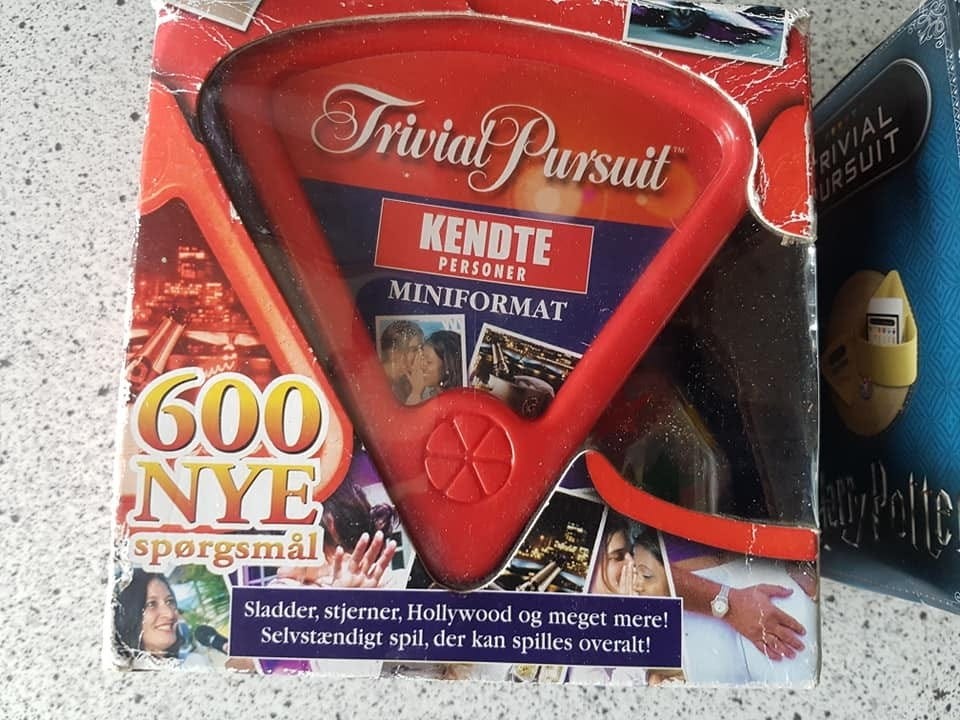 Trivial Pursuit™
KENDTE
PERSONER
MINIFORMAT
600
NYE
spørgsmål
Sladder, stjerner, Hollywood og meget mere!
Selvstændigt spil, der kan spilles overalt!
TRIVIAL
PURSUIT
Harry Potter